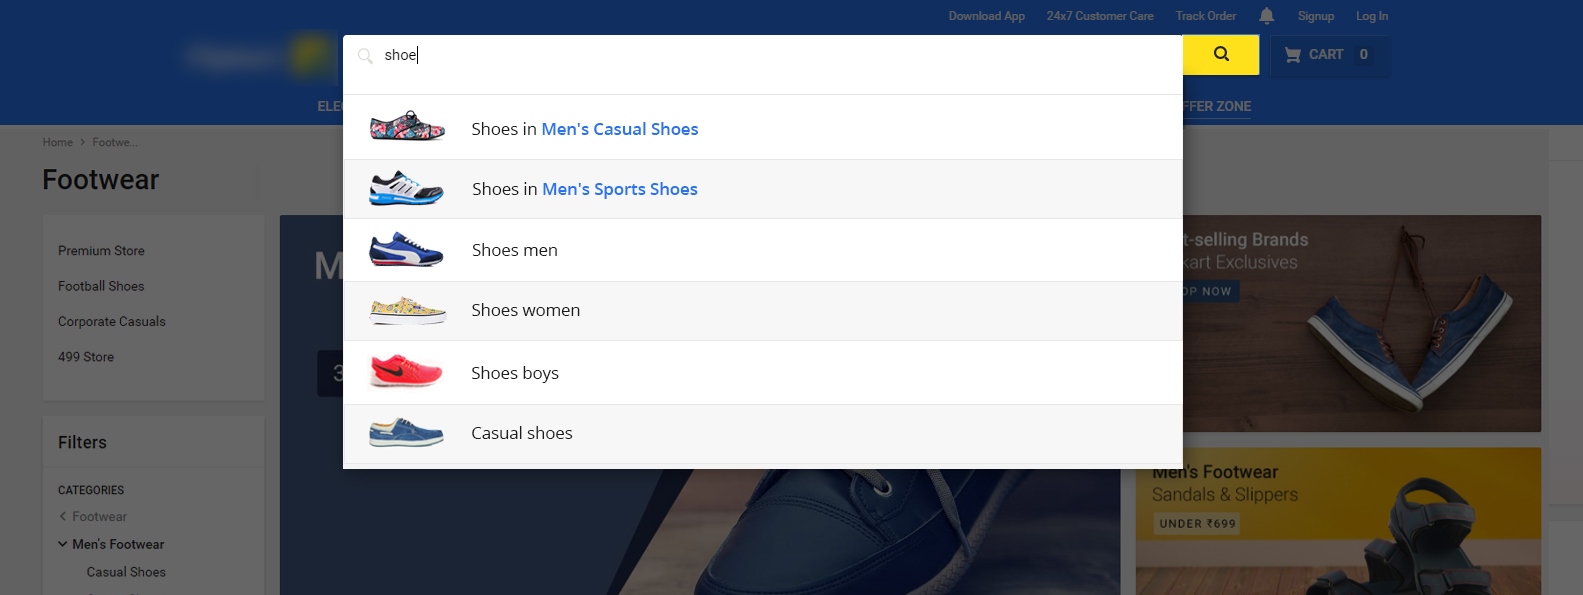 Download App 24x7 Customer Care Track Order Signup Log In
shoe
CART 0
OFFER ZONE
Home > Footwe...
Footwear
Shoes in Men's Casual Shoes
Shoes in Men's Sports Shoes
Shoes men
Shoes women
Shoes boys
Casual shoes
Premium Store
Football Shoes
Corporate Casuals
499 Store
Filters
CATEGORIES
Footwear
Men's Footwear
Casual Shoes
t-selling Brands
kart Exclusives
OP NOW
Men's Footwear
Sandals & Slippers
UNDER ₹699